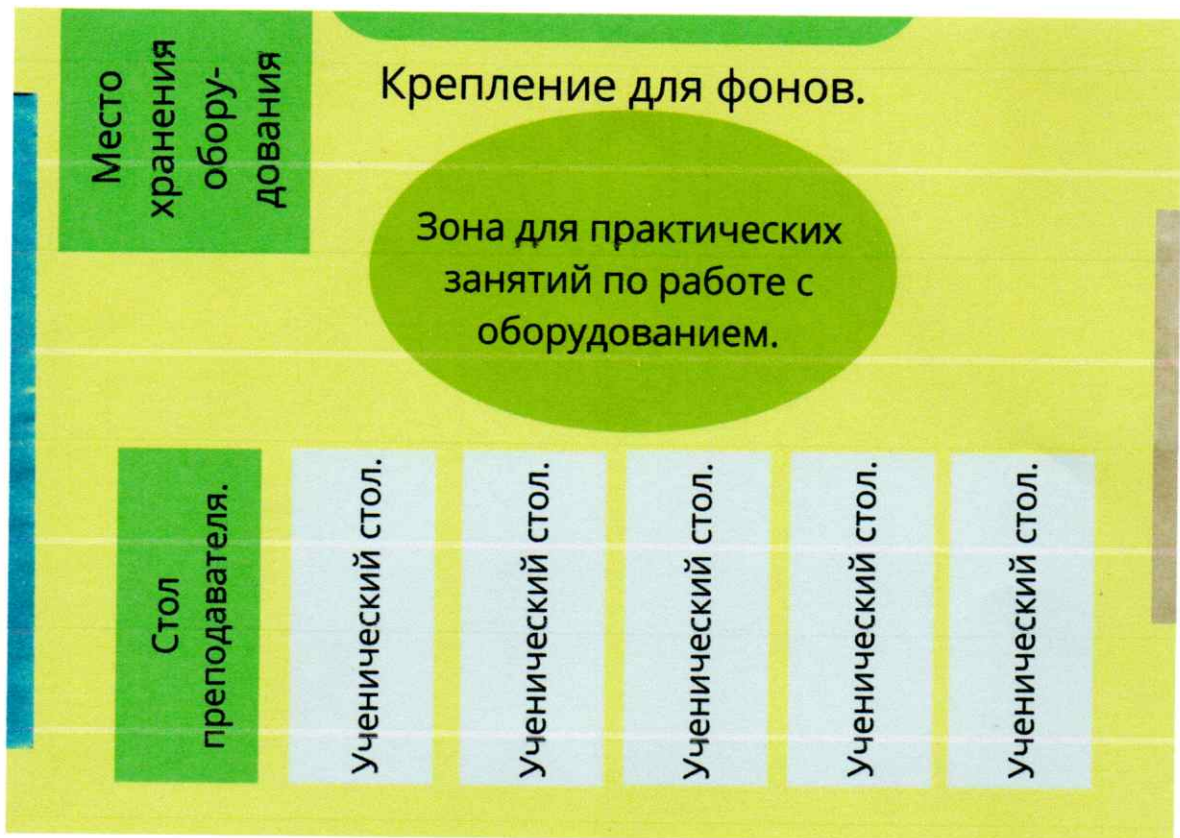 Место
хранения
обору-
дования
Крепление для фонов.
Зона для практических
занятий по работе с
оборудованием.
Стол
преподавателя.
Ученический стол.
Ученический стол.
Ученический стол.
Ученический стол.
Ученический стол.